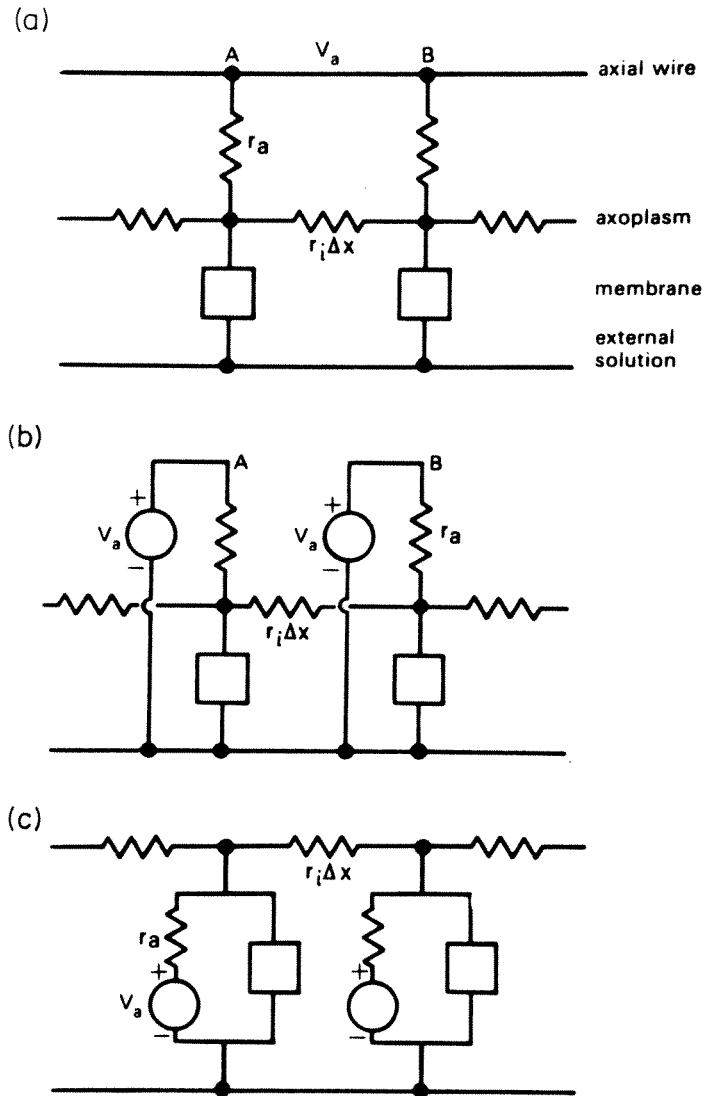 (a)
A V_a B
axial wire
r_a
axoplasm
r_iΔx
membrane
external
solution
(b)
A B
+ +
V_a V_a r_a
− −
r_iΔx
(c)
r_iΔx
r_a
+ +
V_a
− −